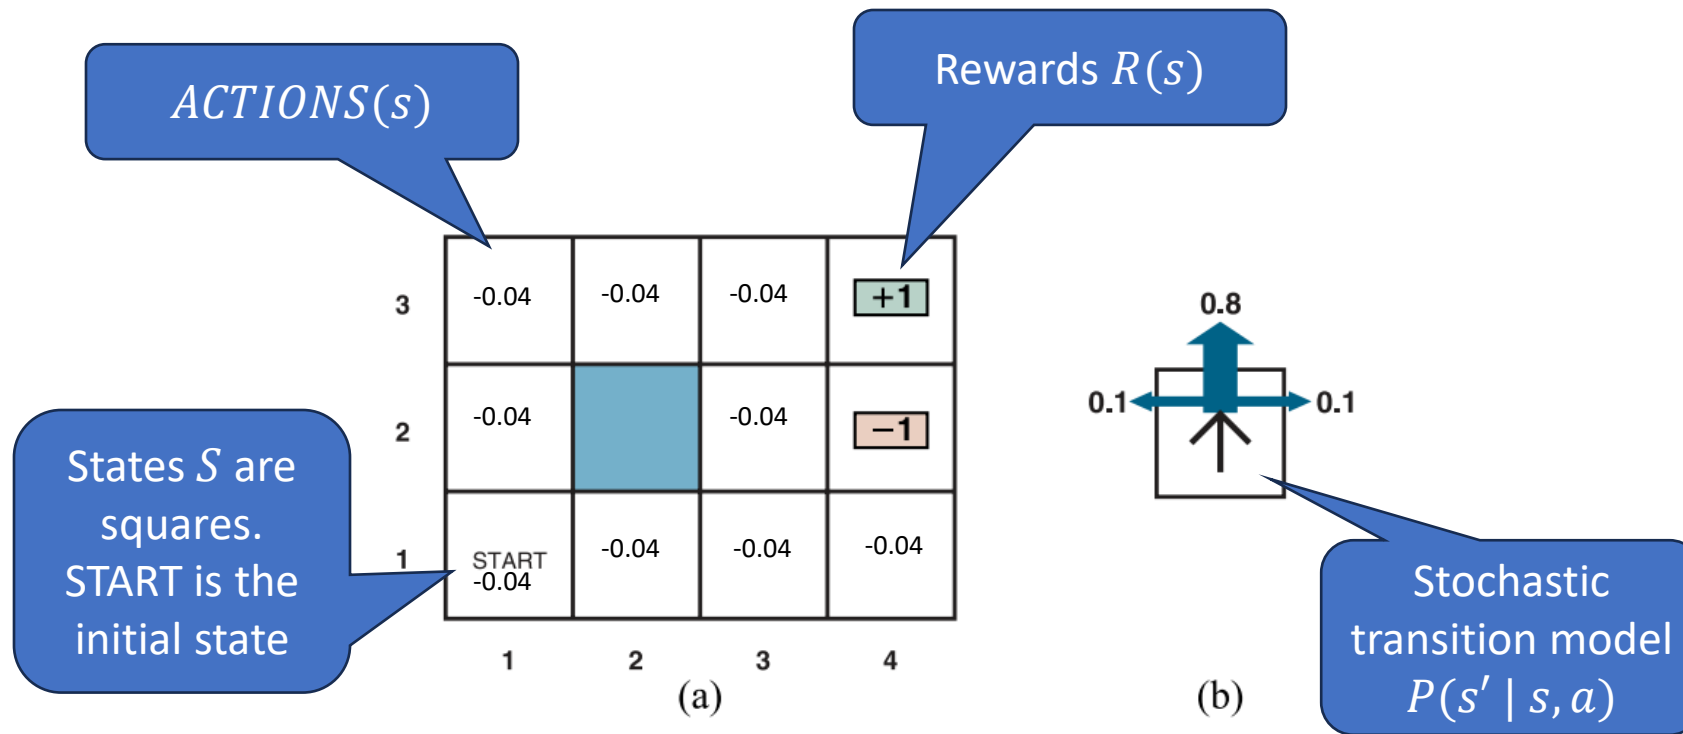 ACTIONS(s)
Rewards R(s)
3
-0.04
-0.04
-0.04
+1
0.8
2
-0.04
-0.04
−1
0.1
0.1
States S are
squares.
START is the
initial state
1
START
-0.04
-0.04
-0.04
-0.04
1
2
3
4
(a)
(b)
Stochastic
transition model
P(s′ | s, a)